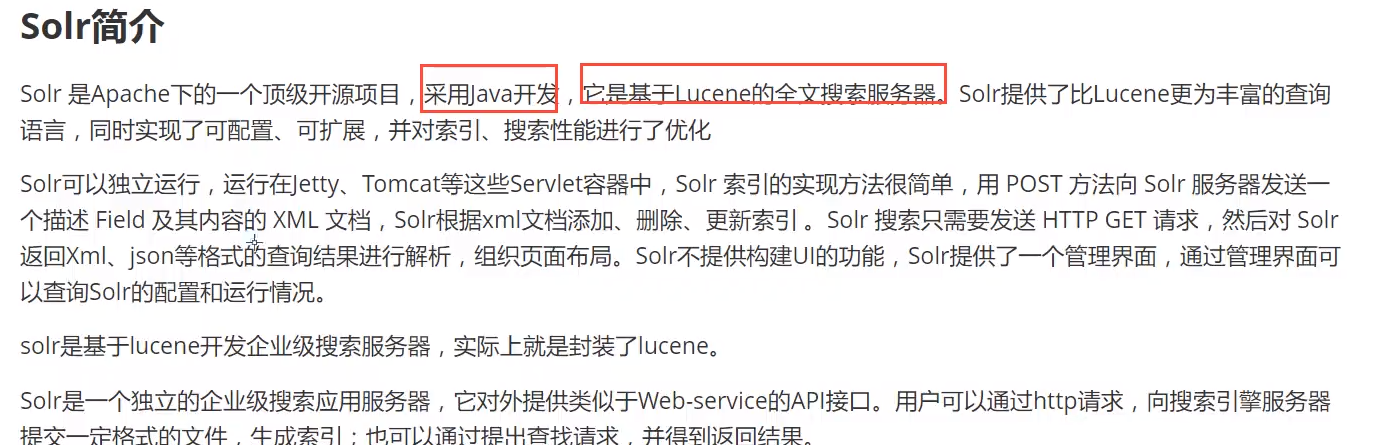 Solr简介
Solr 是Apache下的一个顶级开源项目，采用Java开发，它是基于Lucene的全文搜索服务器。Solr提供了比Lucene更为丰富的查询
语言，同时实现了可配置、可扩展，并对索引、搜索性能进行了优化
Solr可以独立运行，运行在Jetty、Tomcat等这些Servlet容器中，Solr 索引的实现方法很简单，用 POST 方法向 Solr 服务器发送一
个描述 Field 及其内容的 XML 文档，Solr根据xml文档添加、删除、更新索引 。Solr 搜索只需要发送 HTTP GET 请求，然后对 Solr
返回Xml、json等格式的查询结果进行解析，组织页面布局。Solr不提供构建UI的功能，Solr提供了一个管理界面，通过管理界面可
以查询Solr的配置和运行情况。
solr是基于lucene开发企业级搜索服务器，实际上就是封装了lucene。
Solr是一个独立的企业级搜索应用服务器，它对外提供类似于Web-service的API接口。用户可以通过http请求，向搜索引擎服务器
提交一定格式的文件，生成索引；也可以通过提出查找请求，并得到返回结果。